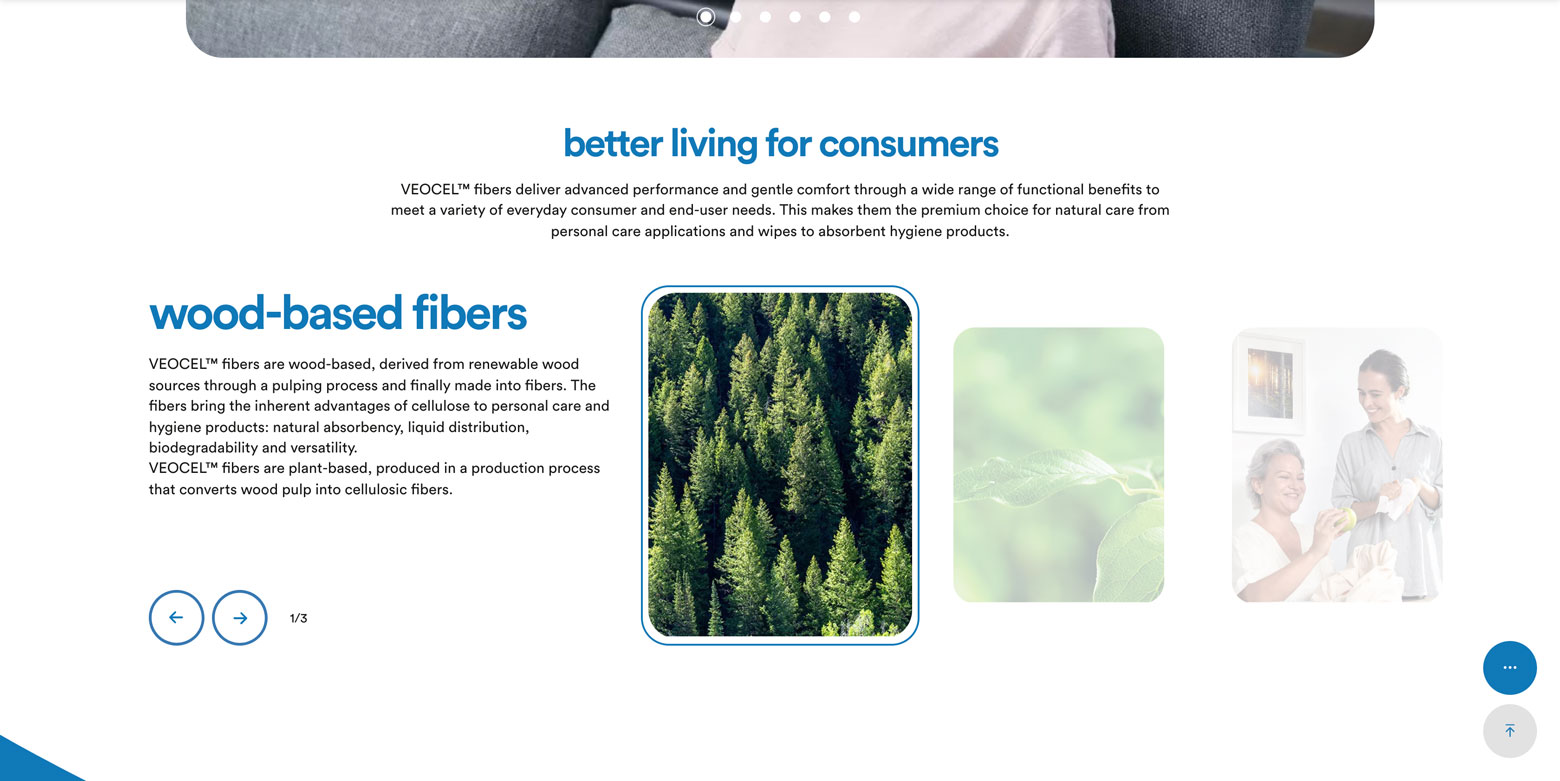 better living for consumers
VEOCEL™ fibers deliver advanced performance and gentle comfort through a wide range of functional benefits to
meet a variety of everyday consumer and end-user needs. This makes them the premium choice for natural care from
personal care applications and wipes to absorbent hygiene products.
wood-based fibers
VEOCEL™ fibers are wood-based, derived from renewable wood
sources through a pulping process and finally made into fibers. The
fibers bring the inherent advantages of cellulose to personal care and
hygiene products: natural absorbency, liquid distribution,
biodegradability and versatility.
VEOCEL™ fibers are plant-based, produced in a production process
that converts wood pulp into cellulosic fibers.
1/3